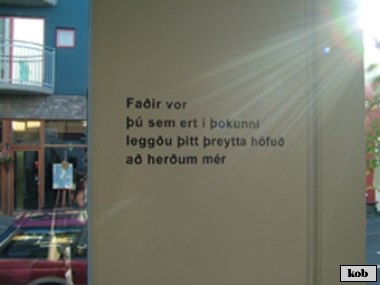 Faðir vor
þú sem ert í þokunni
leggðu þitt þreytta höfuð
að herðum mér
kob